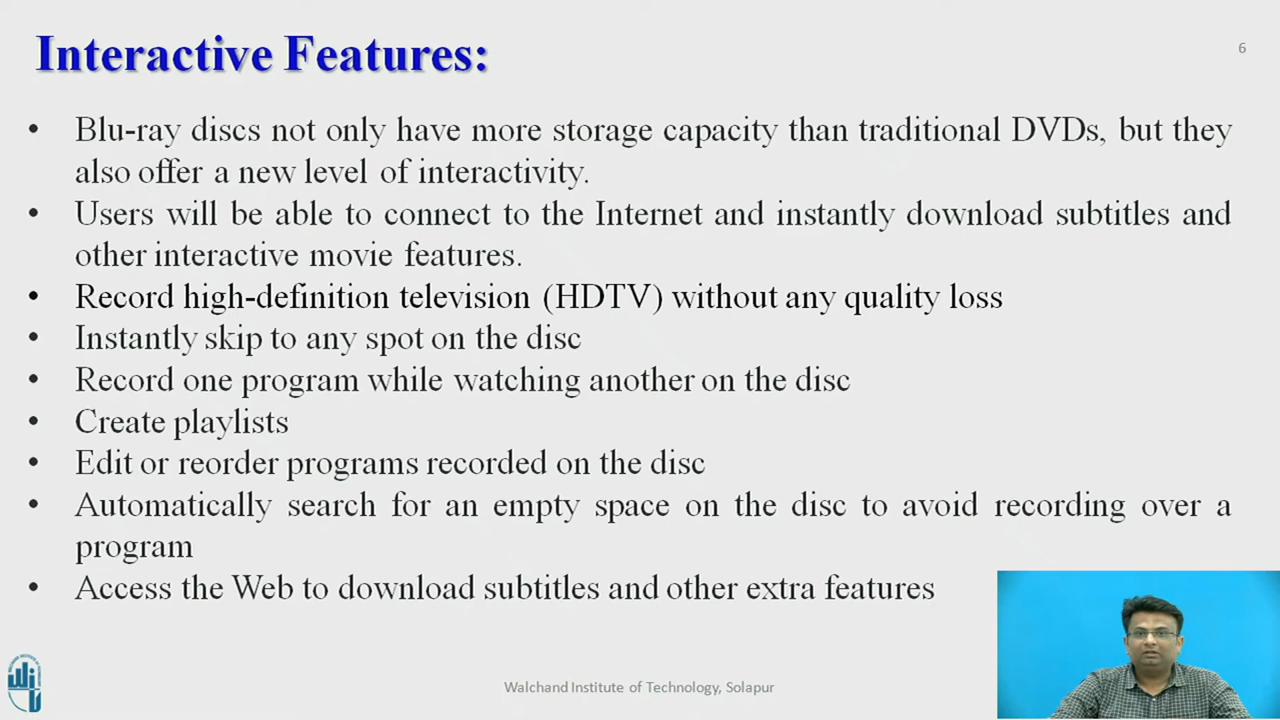 Interactive Features:
6
• Blu-ray discs not only have more storage capacity than traditional DVDs, but they
also offer a new level of interactivity.
• Users will be able to connect to the Internet and instantly download subtitles and
other interactive movie features.
• Record high-definition television (HDTV) without any quality loss
• Instantly skip to any spot on the disc
• Record one program while watching another on the disc
• Create playlists
• Edit or reorder programs recorded on the disc
• Automatically search for an empty space on the disc to avoid recording over a
program
• Access the Web to download subtitles and other extra features
Walchand Institute of Technology, Solapur